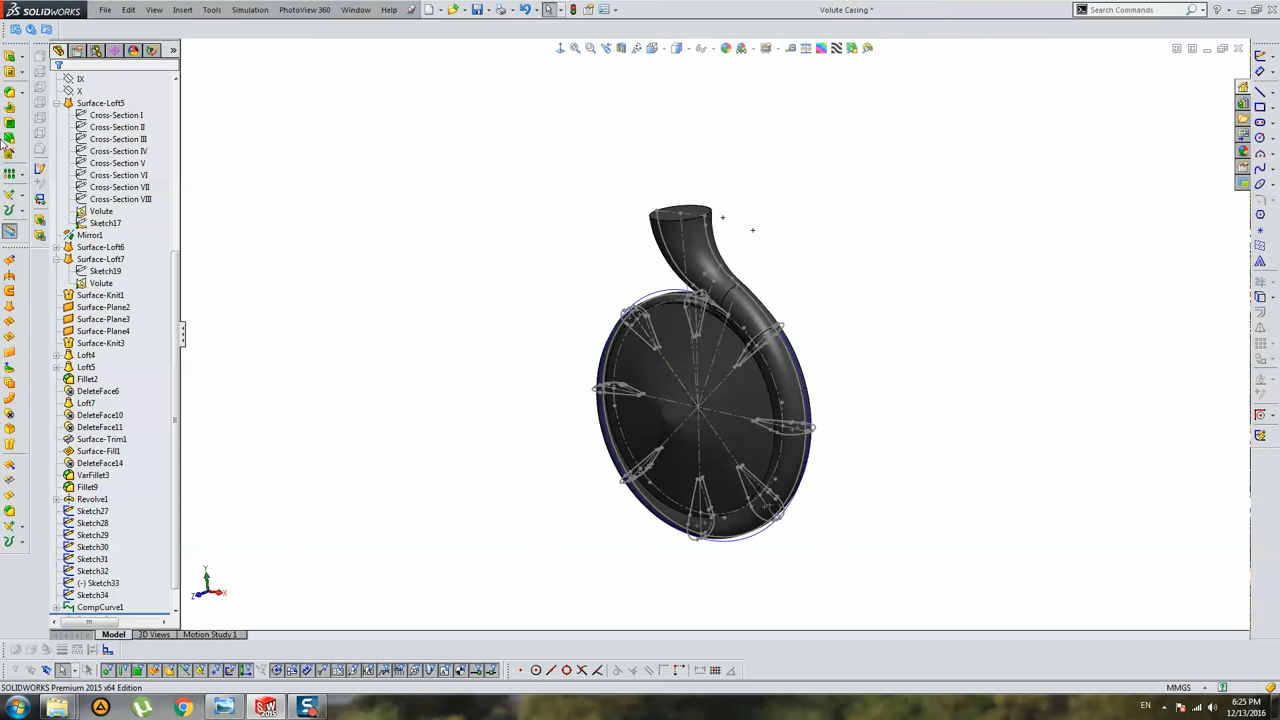 SOLIDWORKS
File Edit View Insert Tools Simulation PhotoView 360 Window Help
Volute Casing *
Search Commands
IX
X
Surface-Loft5
Cross-Section I
Cross-Section II
Cross-Section III
Cross-Section IV
Cross-Section V
Cross-Section VI
Cross-Section VII
Cross-Section VIII
Volute
Sketch17
Mirror1
Surface-Loft6
Surface-Loft7
Sketch19
Volute
Surface-Knit1
Surface-Plane2
Surface-Plane3
Surface-Plane4
Surface-Knit3
Loft4
Loft5
Fillet2
DeleteFace6
Loft7
DeleteFace10
DeleteFace11
Surface-Trim1
Surface-Fill1
DeleteFace14
VarFillet3
Fillet9
Revolve1
Sketch27
Sketch28
Sketch29
Sketch30
Sketch31
Sketch32
(-) Sketch33
Sketch34
CompCurve1
Y
Z
X
Model 3D Views Motion Study 1
SOLIDWORKS Premium 2015 x64 Edition
MMGS
EN
6:25 PM
12/13/2016